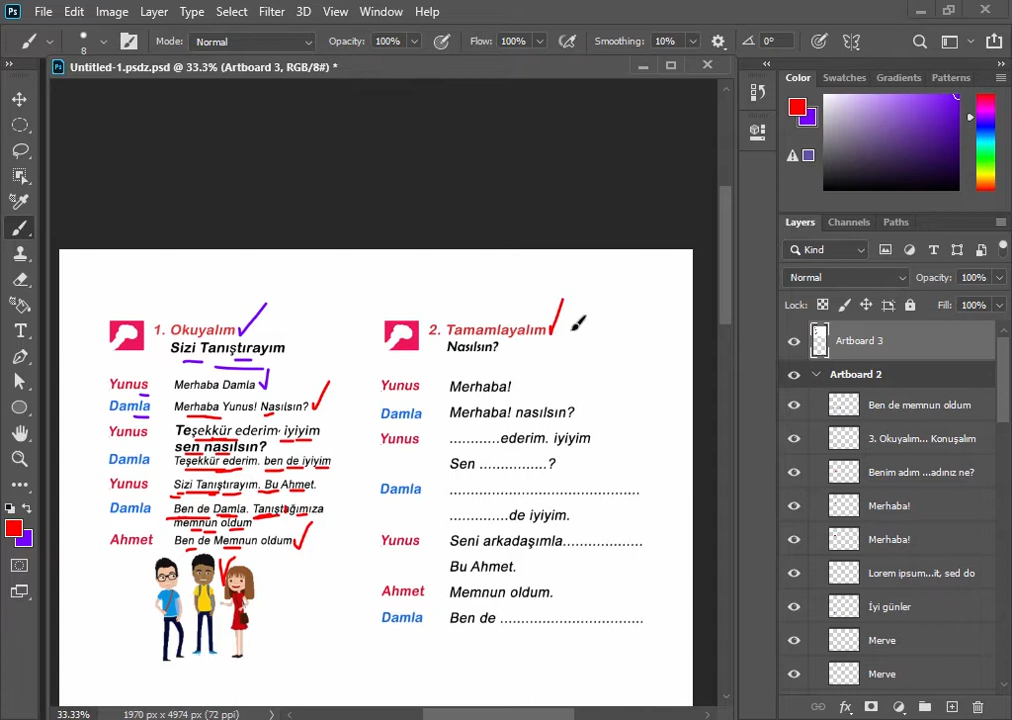 Ps File Edit Image Layer Type Select Filter 3D View Window Help
8 Mode: Normal Opacity: 100% Flow: 100% Smoothing: 10% 0°
Untitled-1.psdz.psd @ 33.3% (Artboard 3, RGB/8#) *
1. Okuyalım
Sizi Tanıştırayım
Yunus Merhaba Damla
Damla Merhaba Yunus! Nasılsın?
Yunus Teşekkür ederim· iyiyim
sen nasılsın?
Damla Teşekkür ederim. ben de iyiyim
Yunus Sizi Tanıştırayım. Bu Ahmet.
Damla Ben de Damla. Tanıştağımıza
memnun oldum
Ahmet Ben de Memnun oldum
2. Tamamlayalım
Nasılsın?
Yunus Merhaba!
Damla Merhaba! nasılsın?
Yunus ............ederim. iyiyim
Sen ................?
Damla .............................................
..............de iyiyim.
Yunus Seni arkadaşımla...................
Bu Ahmet.
Ahmet Memnun oldum.
Damla Ben de ..................................
33.33% 1970 px x 4974 px (72 ppi)
Color Swatches Gradients Patterns
Layers Channels Paths
Kind
Normal Opacity: 100%
Lock: Fill: 100%
Artboard 3
Artboard 2
Ben de memnun oldum
3. Okuyalım... Konuşalım
Benim adım ...adınız ne?
Merhaba!
Merhaba!
Lorem ipsum...it, sed do
İyi günler
Merve
Merve
fx